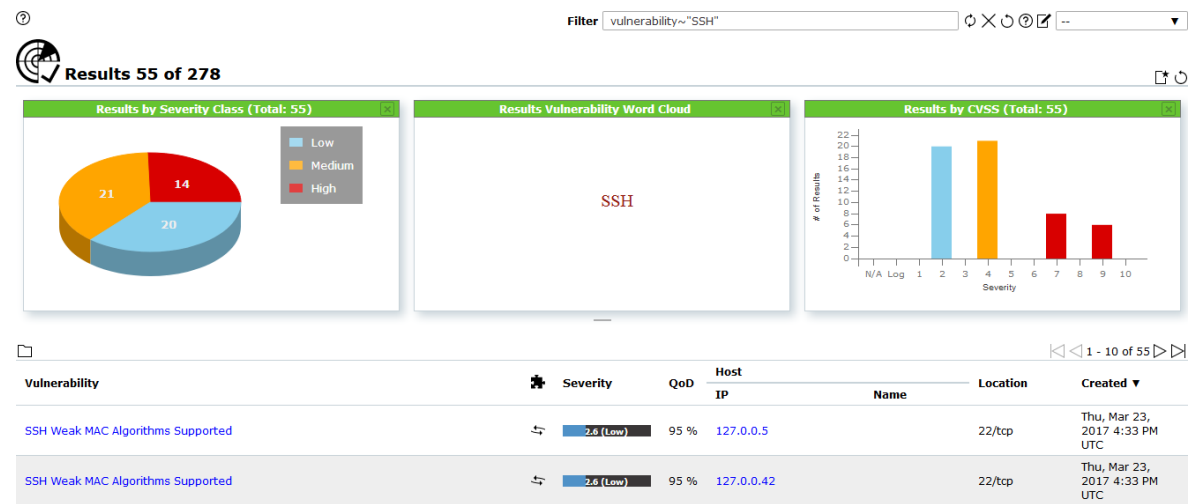 Filter vulnerability~"SSH" --
Results 55 of 278
Results by Severity Class (Total: 55)
21
14
20
Low
Medium
High
Results Vulnerability Word Cloud
SSH
Results by CVSS (Total: 55)
# of Results
22
20
18
16
14
12
10
8
6
4
2
0
N/A Log 1 2 3 4 5 6 7 8 9 10
Severity
1 - 10 of 55
Vulnerability Severity QoD Host Location Created ▼
IP Name
SSH Weak MAC Algorithms Supported 2.6 (Low) 95 % 127.0.0.5 22/tcp Thu, Mar 23,
2017 4:33 PM
UTC
SSH Weak MAC Algorithms Supported 2.6 (Low) 95 % 127.0.0.42 22/tcp Thu, Mar 23,
2017 4:33 PM
UTC